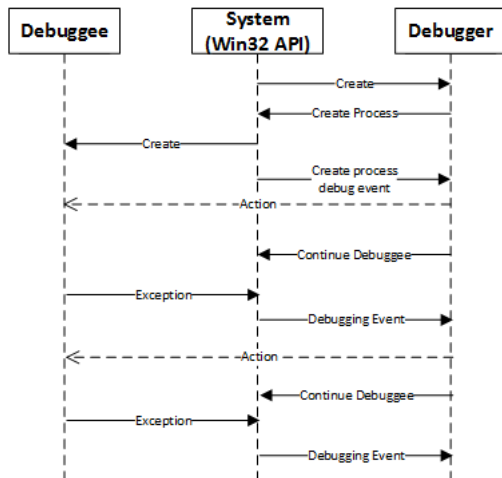 Debuggee
System
(Win32 API)
Debugger
Create
Create Process
Create
Create process
debug event
Action
Continue Debuggee
Exception
Debugging Event
Action
Continue Debuggee
Exception
Debugging Event